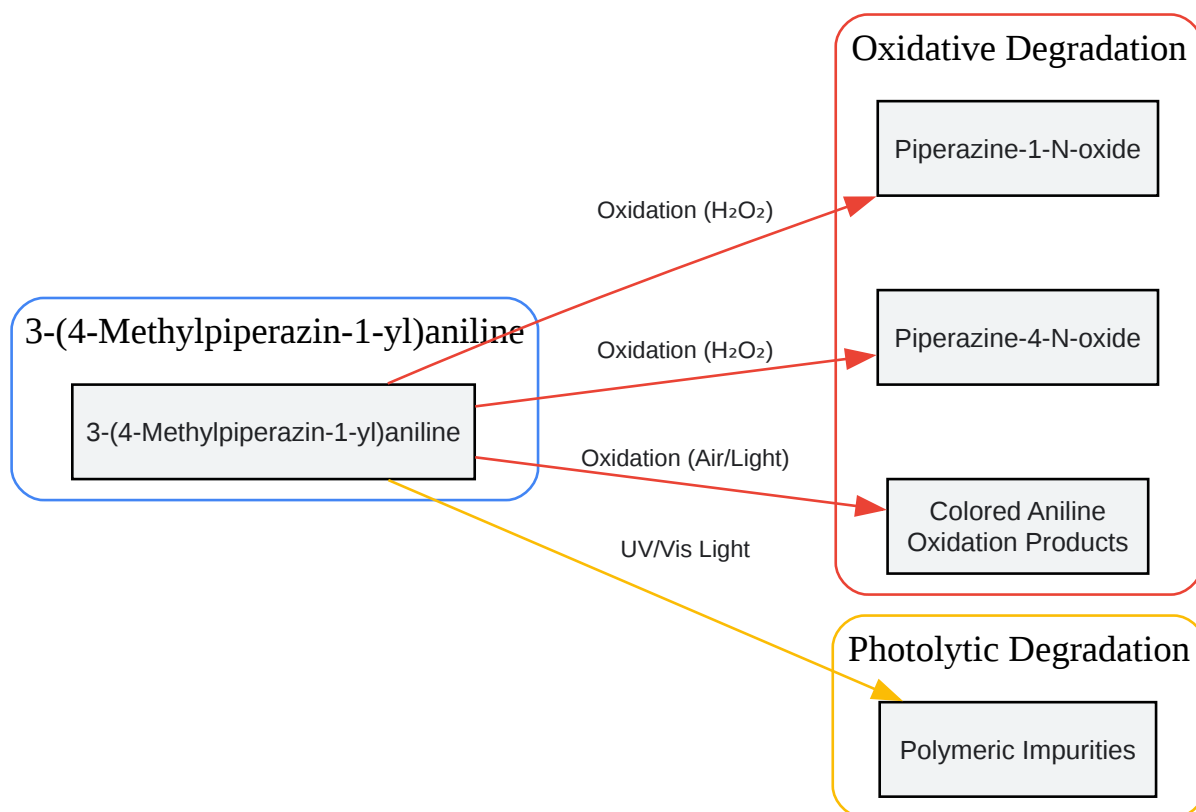 Oxidative Degradation
Piperazine-1-N-oxide
Oxidation (H₂O₂)
3-(4-Methylpiperazin-1-yl)aniline
Oxidation (H₂O₂)
Piperazine-4-N-oxide
3-(4-Methylpiperazin-1-yl)aniline
Oxidation (Air/Light)
Colored Aniline
Oxidation Products
UV/Vis Light
Photolytic Degradation
Polymeric Impurities